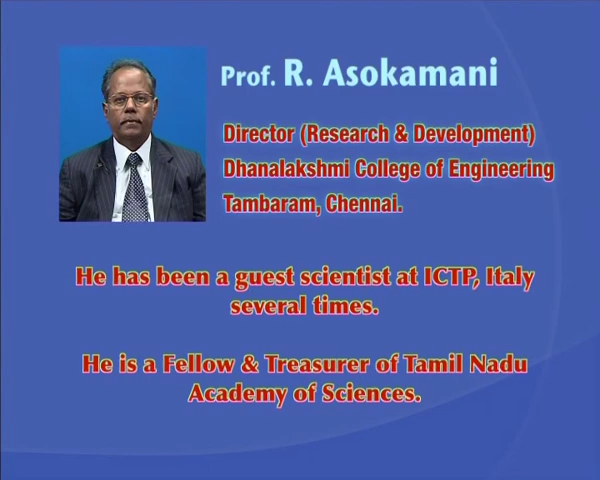 Prof. R. Asokamani
Director (Research & Development)
Dhanalakshmi College of Engineering
Tambaram, Chennai.
He has been a guest scientist at ICTP, Italy
several times.
He is a Fellow & Treasurer of Tamil Nadu
Academy of Sciences.